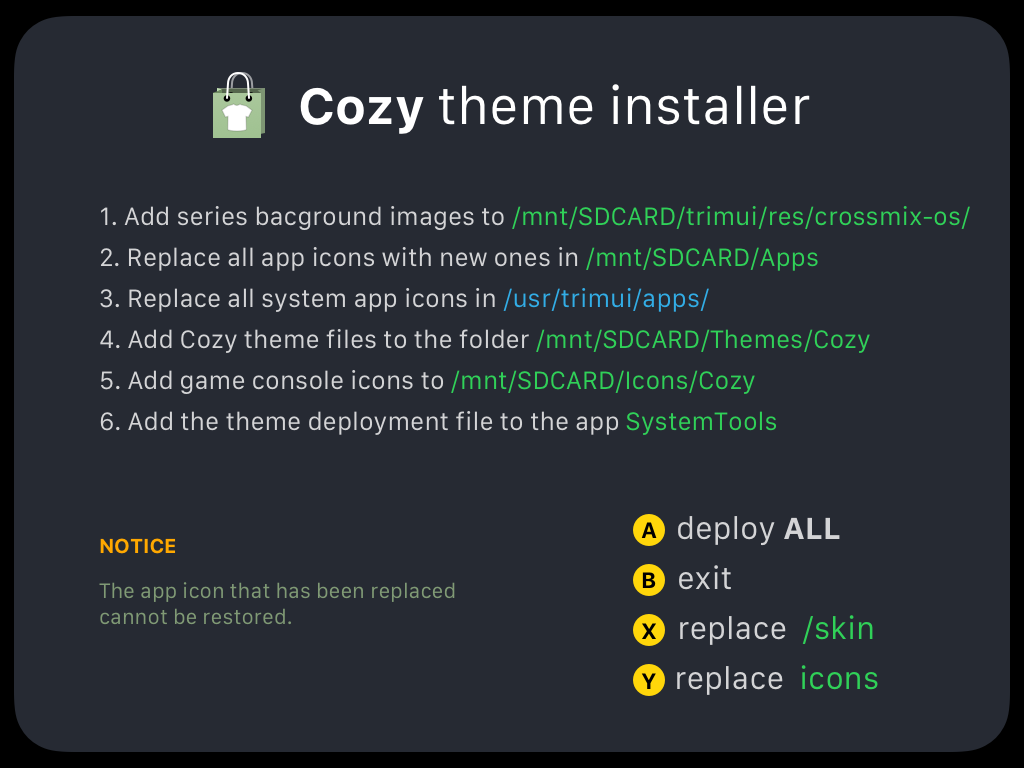 Cozy theme installer
1. Add series bacground images to /mnt/SDCARD/trimui/res/crossmix-os/
2. Replace all app icons with new ones in /mnt/SDCARD/Apps
3. Replace all system app icons in /usr/trimui/apps/
4. Add Cozy theme files to the folder /mnt/SDCARD/Themes/Cozy
5. Add game console icons to /mnt/SDCARD/Icons/Cozy
6. Add the theme deployment file to the app SystemTools
NOTICE
The app icon that has been replaced
cannot be restored.
A deploy ALL
B exit
X replace /skin
Y replace icons